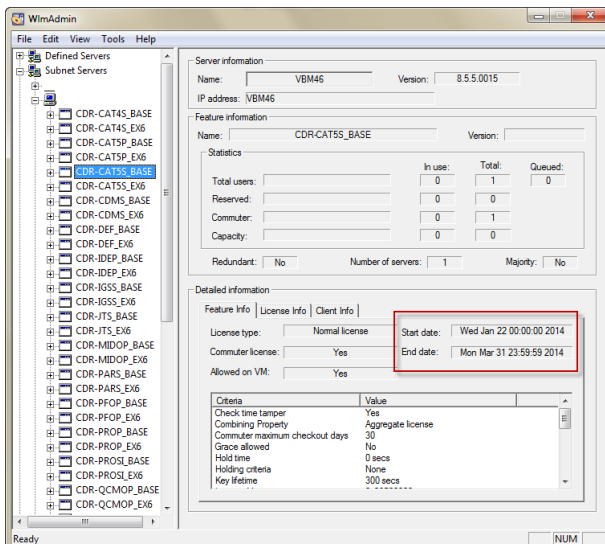 WlmAdmin
File Edit View Tools Help
Defined Servers
Subnet Servers
CDR-CAT4S_BASE
CDR-CAT4S_EX6
CDR-CAT5P_BASE
CDR-CAT5P_EX6
CDR-CAT5S_BASE
CDR-CAT5S_EX6
CDR-CDMS_BASE
CDR-CDMS_EX6
CDR-DEF_BASE
CDR-DEF_EX6
CDR-IDEP_BASE
CDR-IDEP_EX6
CDR-IGSS_BASE
CDR-IGSS_EX6
CDR-JTS_BASE
CDR-JTS_EX6
CDR-MIDOP_BASE
CDR-MIDOP_EX6
CDR-PARS_BASE
CDR-PARS_EX6
CDR-PFOP_BASE
CDR-PFOP_EX6
CDR-PROP_BASE
CDR-PROP_EX6
CDR-PROSI_BASE
CDR-PROSI_EX6
CDR-QCMOP_BASE
CDR-QCMOP_EX6
Server information
Name: VBM46 Version: 8.5.5.0015
IP address: VBM46
Feature information
Name: CDR-CAT5S_BASE Version:
Statistics
In use: Total: Queued:
Total users: 0 1 0
Reserved: 0 0
Commuter: 0 1
Capacity: 0 0
Redundant: No Number of servers: 1 Majority: No
Detailed information
Feature Info License Info Client Info
License type: Normal license Start date: Wed Jan 22 00:00:00 2014
Commuter license: Yes End date: Mon Mar 31 23:59:59 2014
Allowed on VM: Yes
Criteria Value
Check time tamper Yes
Combining Property Aggregate license
Commuter maximum checkout days 30
Grace allowed No
Hold time 0 secs
Holding criteria None
Key lifetime 300 secs
Ready NUM